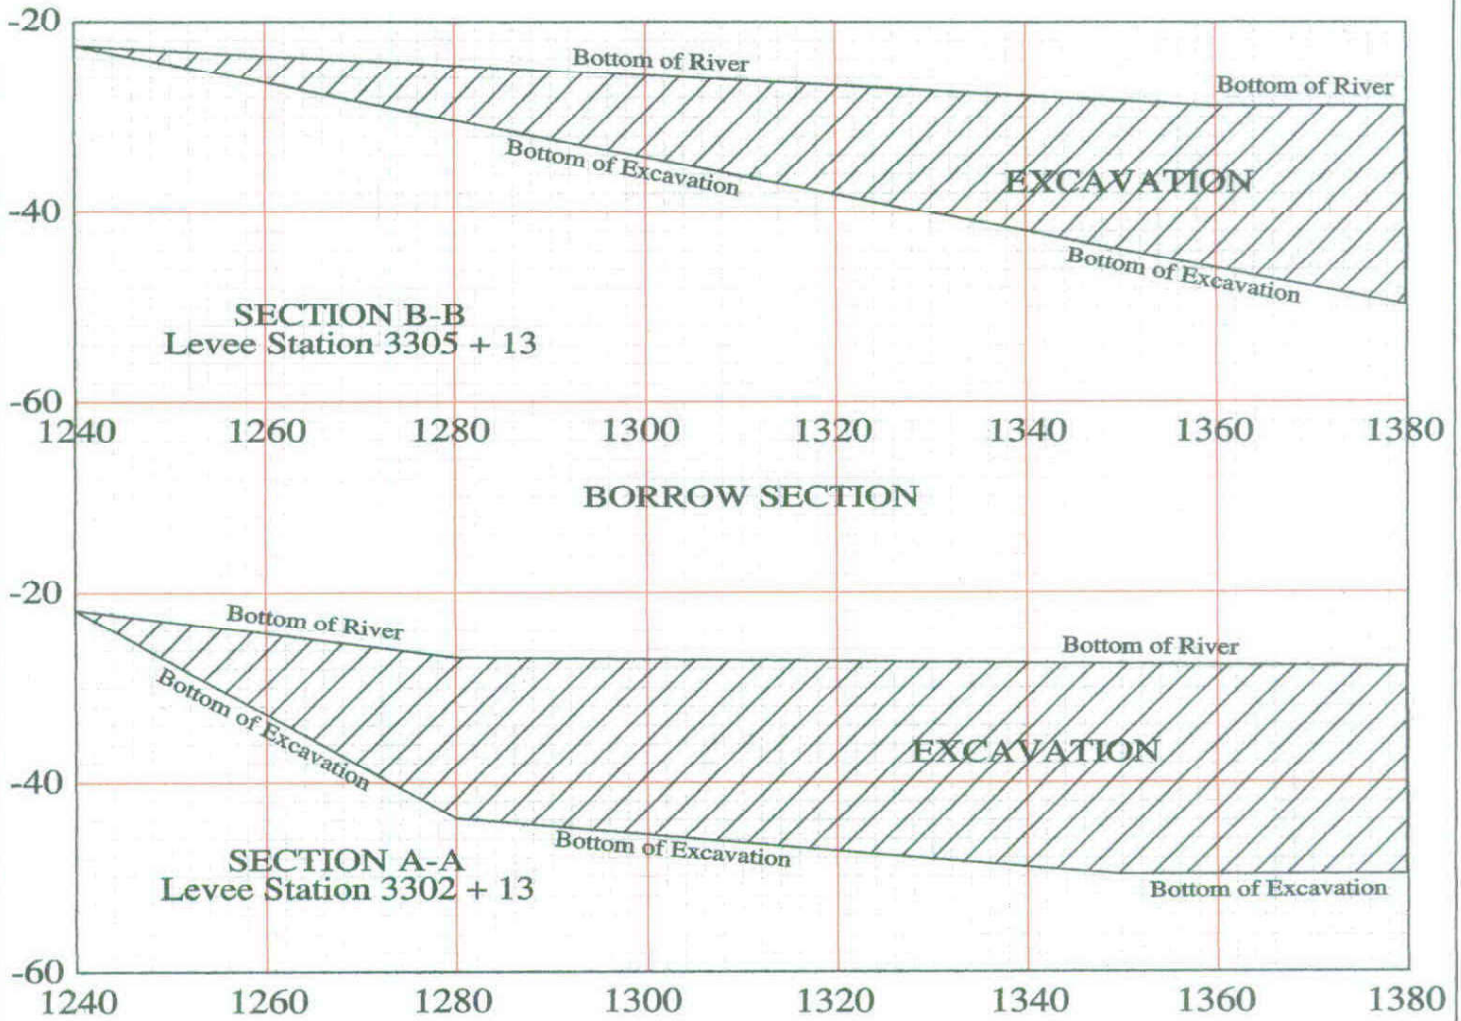 -20
Bottom of River
Bottom of River
Bottom of Excavation
EXCAVATION
-40
Bottom of Excavation
SECTION B-B
Levee Station 3305 + 13
-60
1240 1260 1280 1300 1320 1340 1360 1380
BORROW SECTION
-20
Bottom of River
Bottom of River
Bottom of Excavation
EXCAVATION
-40
Bottom of Excavation
SECTION A-A
Levee Station 3302 + 13
Bottom of Excavation
-60
1240 1260 1280 1300 1320 1340 1360 1380